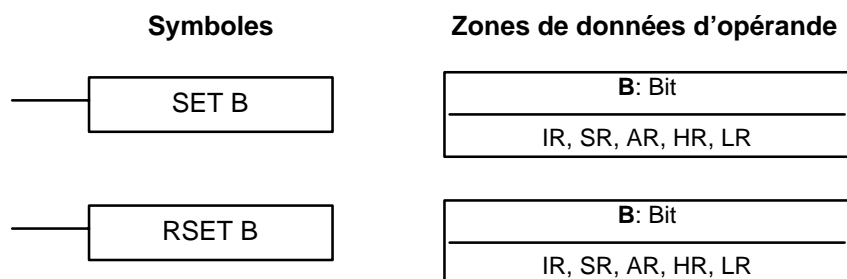 Symboles
Zones de données d’opérande
SET B
B: Bit
IR, SR, AR, HR, LR
RSET B
B: Bit
IR, SR, AR, HR, LR